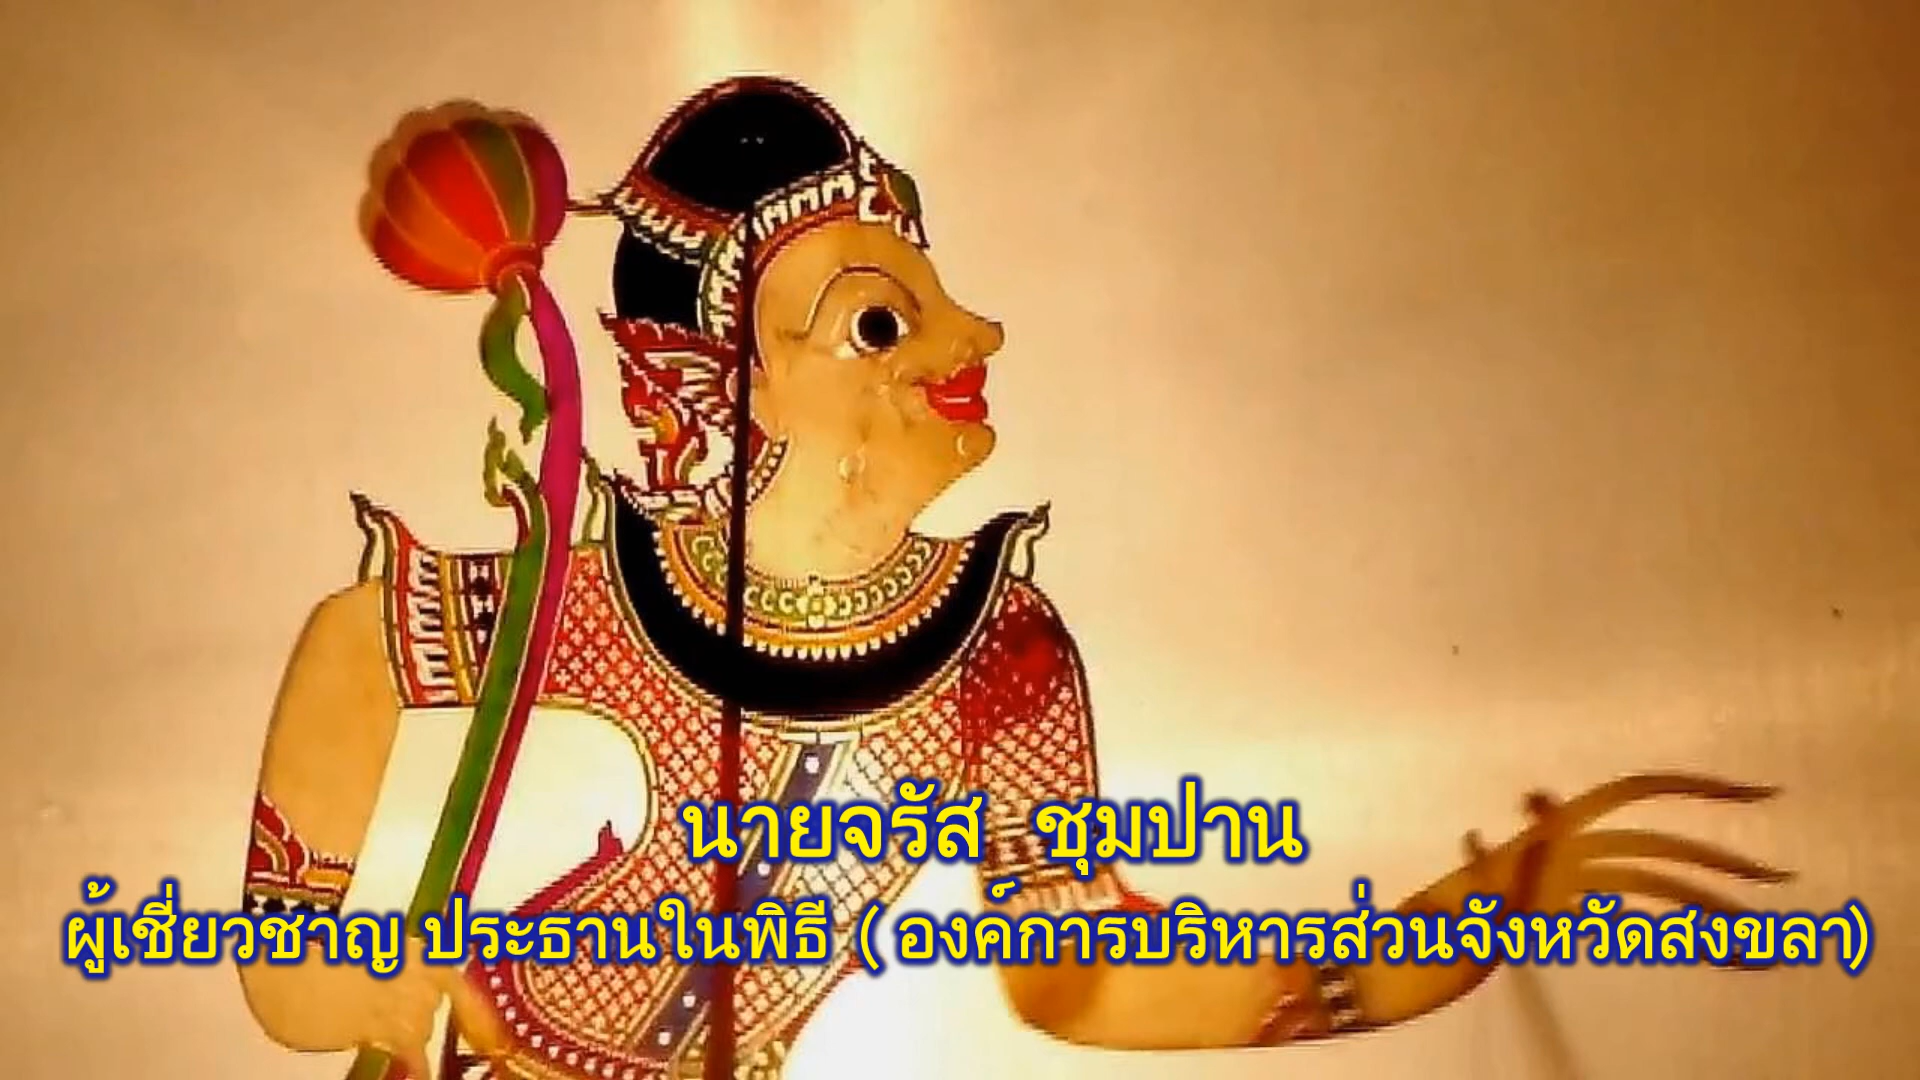 นายจรัส ชุมปาน
ผู้เชี่ยวชาญ ประธานในพิธี ( องค์การบริหารส่วนจังหวัดสงขลา)